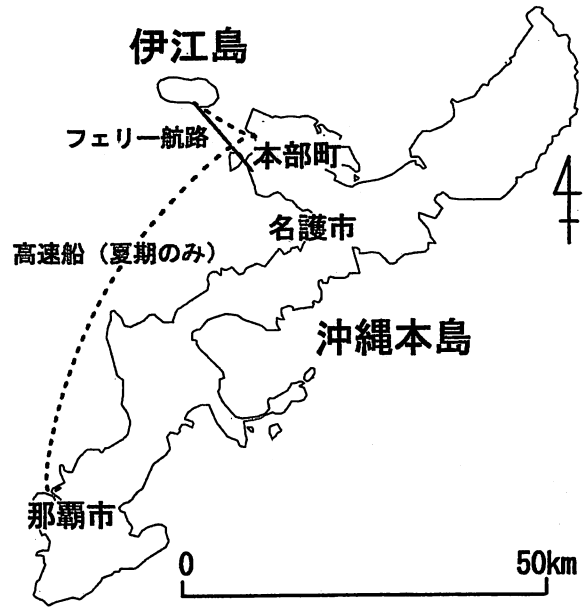 伊江島
フェリー航路
本部町
名護市
高速船（夏期のみ）
沖縄本島
那覇市
0
50km